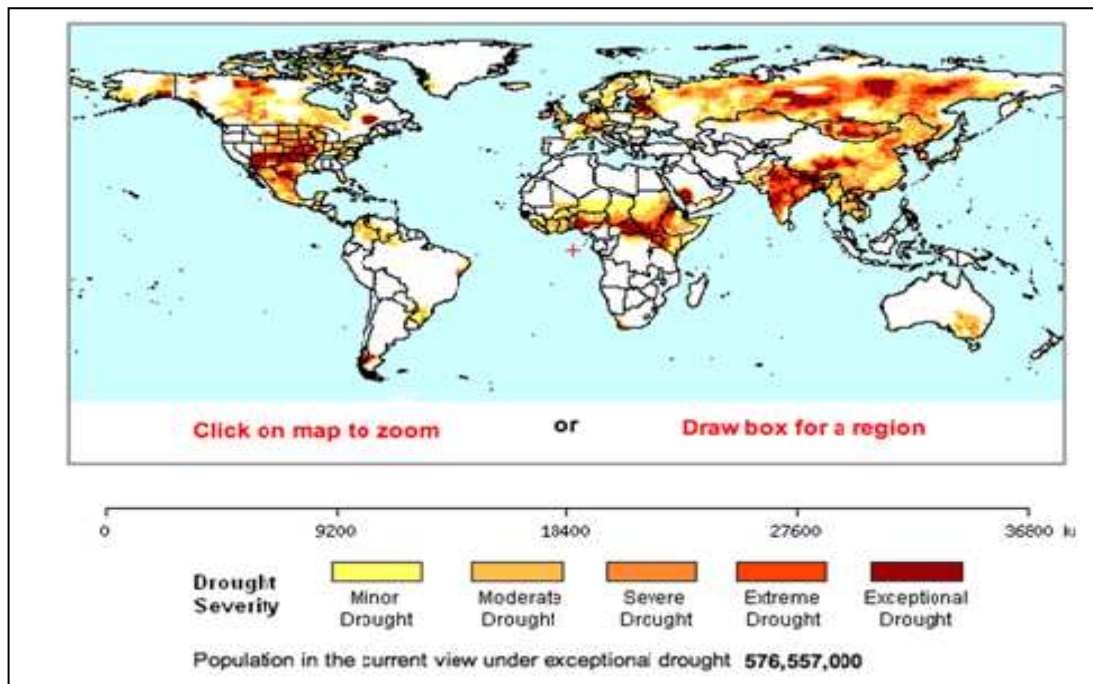 Click on map to zoom or Draw box for a region
0 9200 18400 27600 36800
Drought Severity
Minor Drought
Moderate Drought
Severe Drought
Extreme Drought
Exceptional Drought
Population in the current view under exceptional drought 576,557,000